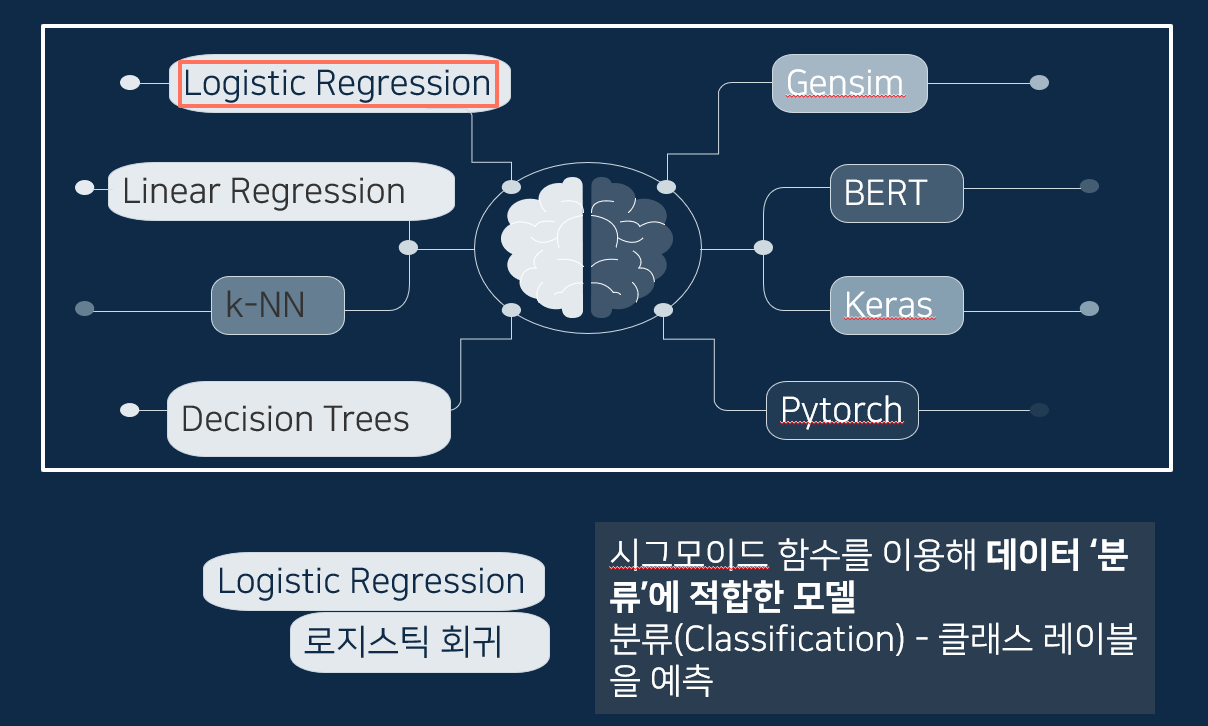 Logistic Regression
Linear Regression
k-NN
Decision Trees
Gensim
BERT
Keras
Pytorch
Logistic Regression
로지스틱 회귀
시그모이드 함수를 이용해 데이터 ‘분
류’에 적합한 모델
분류(Classification) - 클래스 레이블
을 예측